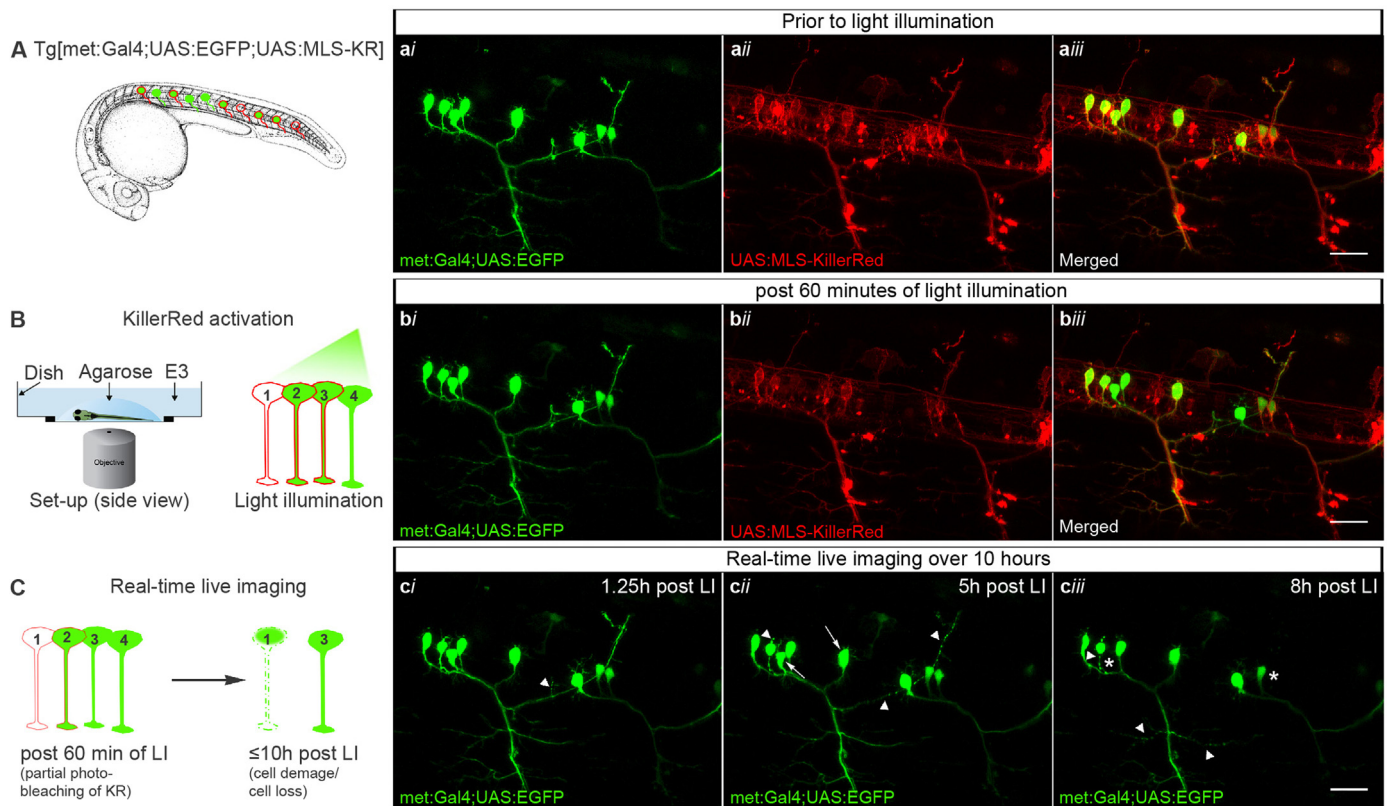 A Tg[met:Gal4;UAS:EGFP;UAS:MLS-KR]
Prior to light illumination
ai
aii
aiii
met:Gal4;UAS:EGFP
UAS:MLS-KillerRed
Merged
B KillerRed activation
Dish Agarose E3
Objective
Set-up (side view)
1 2 3 4
Light illumination
post 60 minutes of light illumination
bi
bii
biii
met:Gal4;UAS:EGFP
UAS:MLS-KillerRed
Merged
C Real-time live imaging
1 2 3 4
1 3
post 60 min of LI
(partial photo-
bleaching of KR)
≤10h post LI
(cell demage/
cell loss)
Real-time live imaging over 10 hours
ci 1.25h post LI
cii 5h post LI
ciii 8h post LI
* *
met:Gal4;UAS:EGFP
met:Gal4;UAS:EGFP
met:Gal4;UAS:EGFP